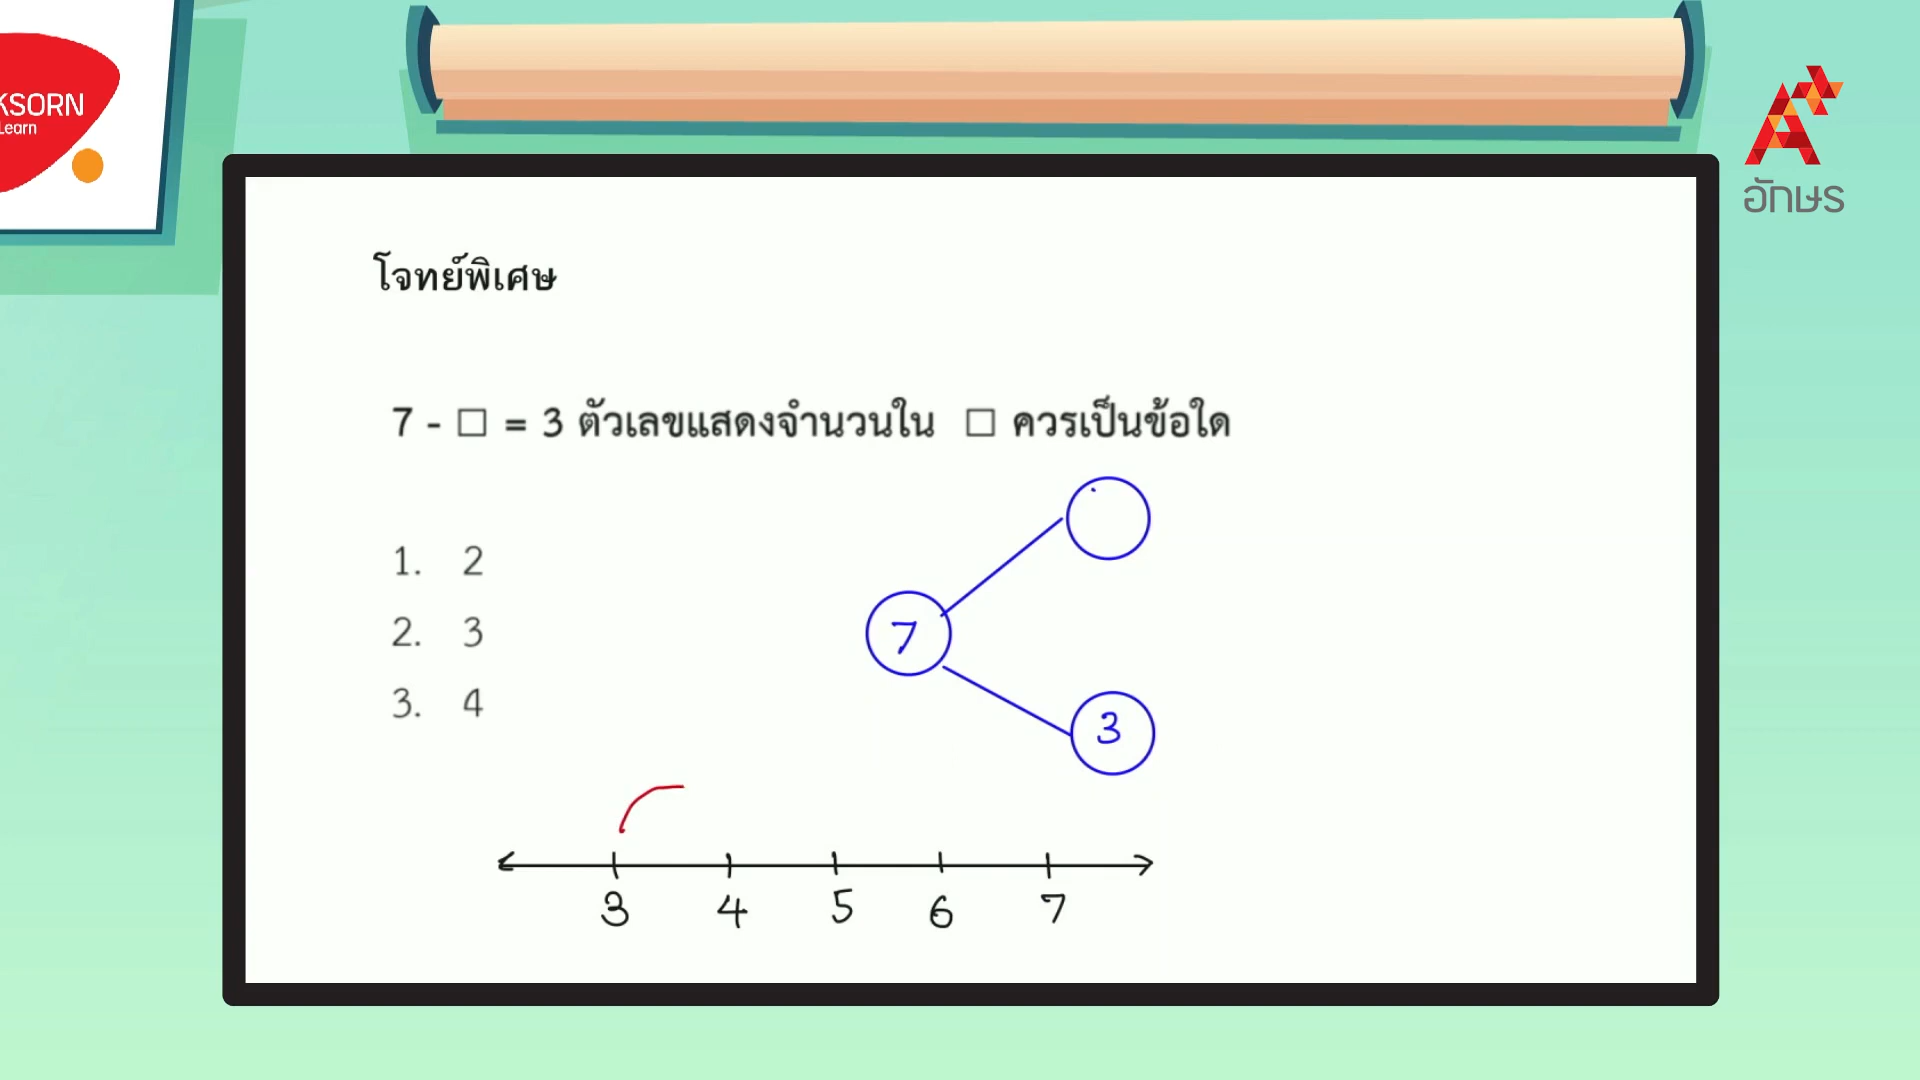 KSORN
Learn
อักษร
โจทย์พิเศษ
7 - □ = 3 ตัวเลขแสดงจำนวนใน □ ควรเป็นข้อใด
1. 2
2. 3
3. 4
7
3
3 4 5 6 7